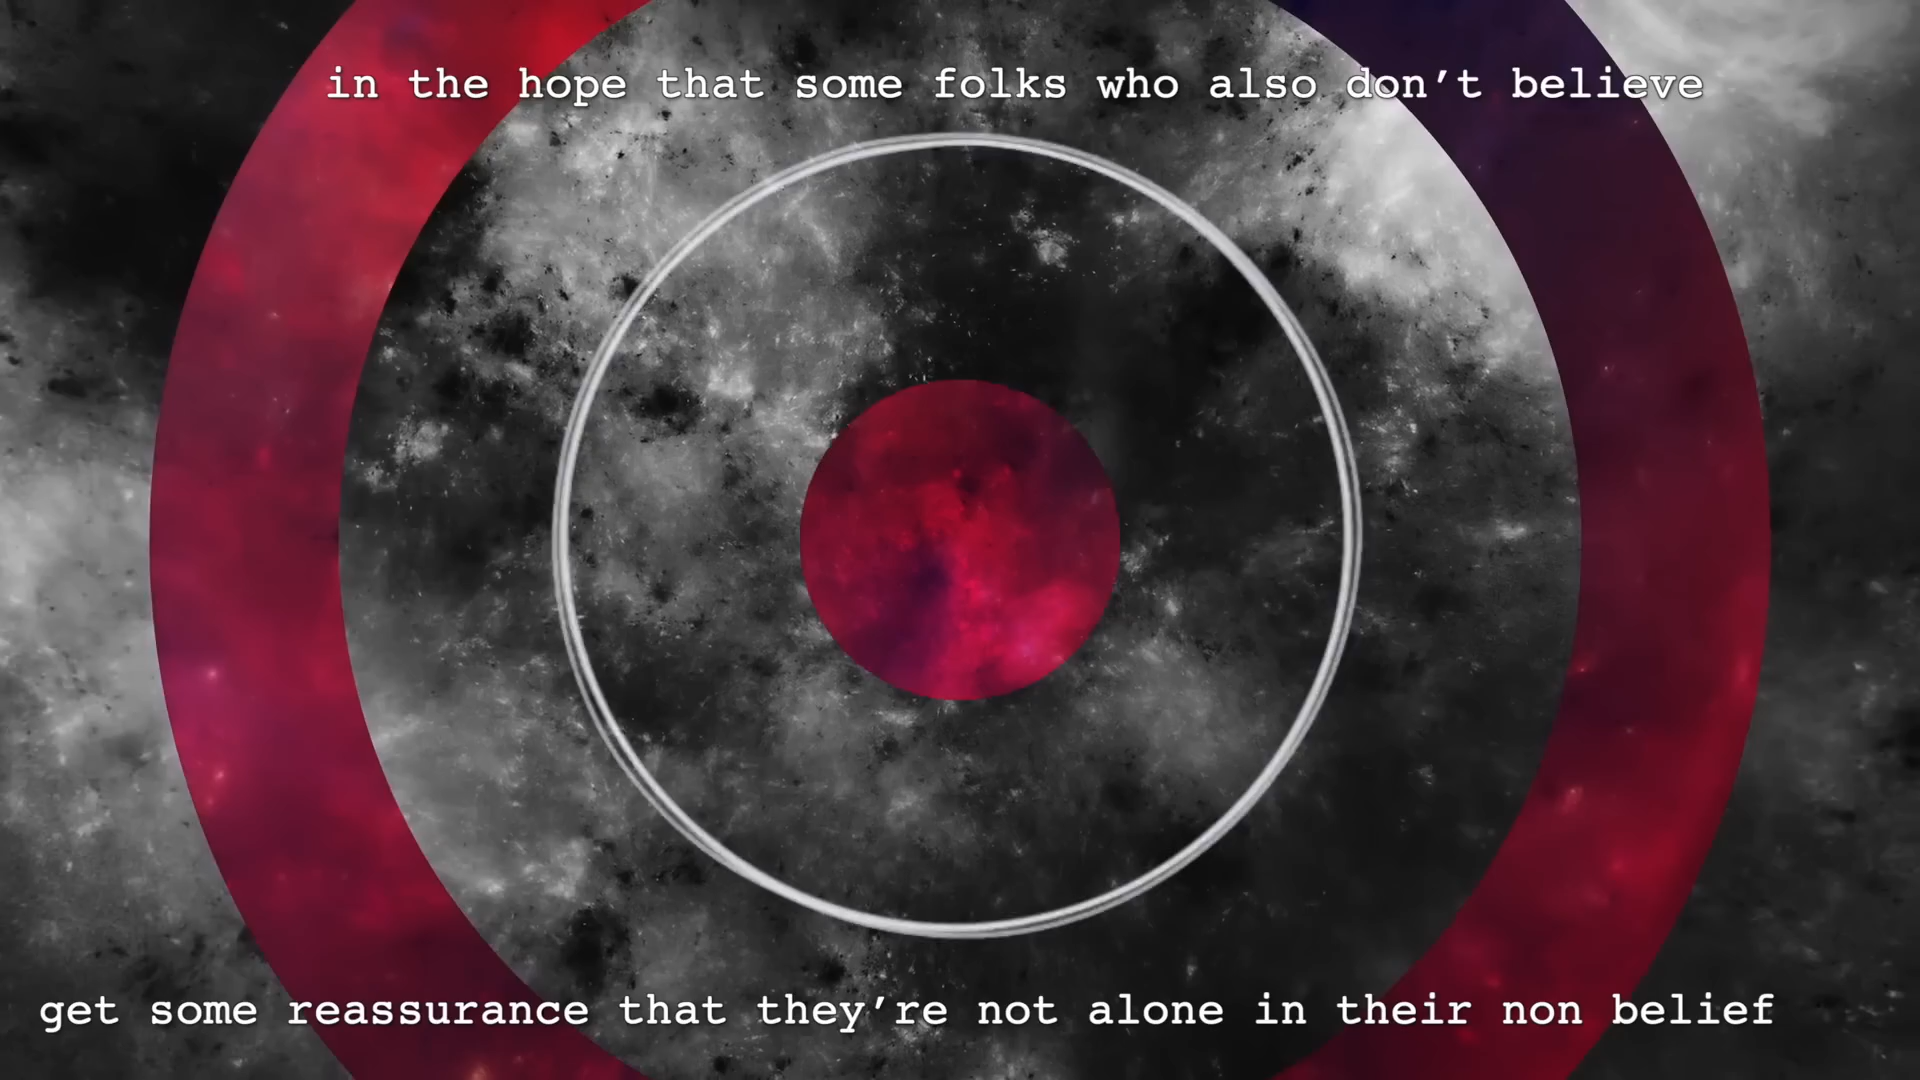 in the hope that some folks who also don’t believe
get some reassurance that they’re not alone in their non belief